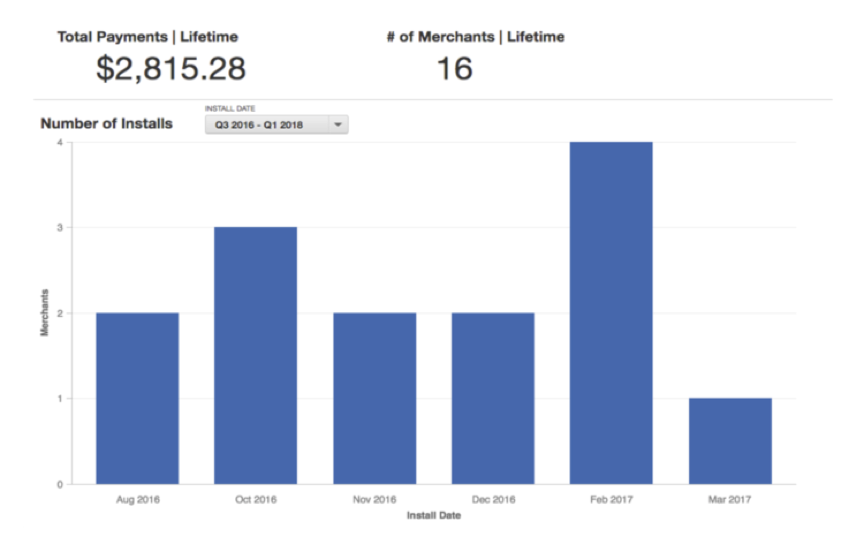 Total Payments | Lifetime
# of Merchants | Lifetime
$2,815.28
16
INSTALL DATE
Number of Installs
Q3 2016 - Q1 2018
4
3
2
1
0
Merchants
Aug 2016
Oct 2016
Nov 2016
Dec 2016
Feb 2017
Mar 2017
Install Date